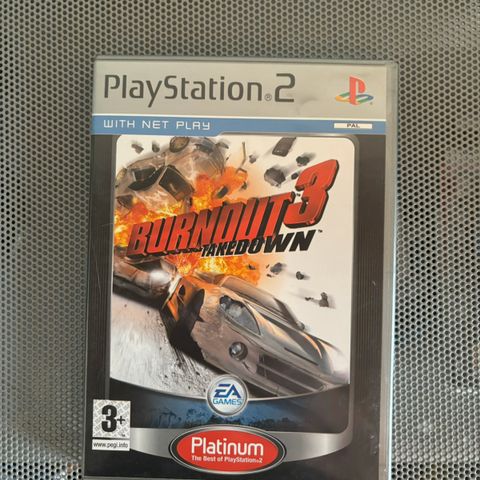 PlayStation®2
WITH NET PLAY
PAL
BURNOUT 3
TAKEDOWN™
EA
GAMES
3+
www.pegi.info
Platinum
The Best of PlayStation®2